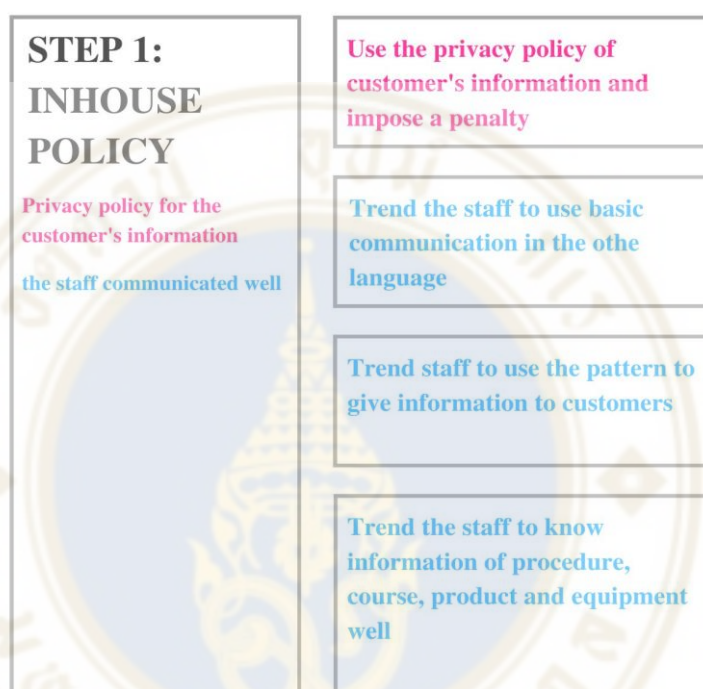 STEP 1:
INHOUSE
POLICY
Privacy policy for the
customer's information
the staff communicated well
Use the privacy policy of
customer's information and
impose a penalty
Trend the staff to use basic
communication in the othe
language
Trend staff to use the pattern to
give information to customers
Trend the staff to know
information of procedure,
course, product and equipment
well